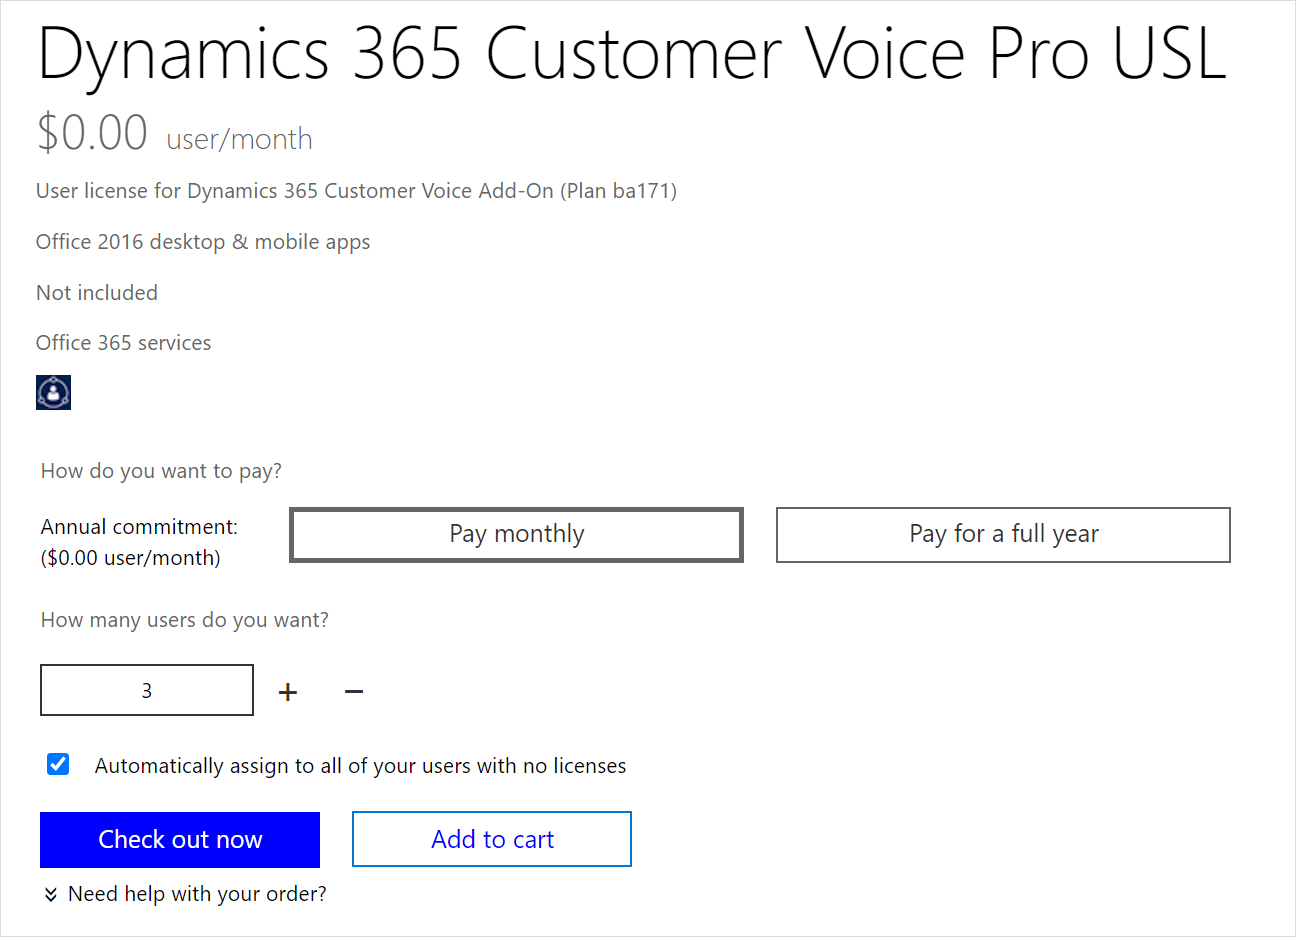 Dynamics 365 Customer Voice Pro USL
$0.00 user/month
User license for Dynamics 365 Customer Voice Add-On (Plan ba171)
Office 2016 desktop & mobile apps
Not included
Office 365 services
How do you want to pay?
Annual commitment:
($0.00 user/month)
Pay monthly
Pay for a full year
How many users do you want?
3 + −
Automatically assign to all of your users with no licenses
Check out now
Add to cart
Need help with your order?